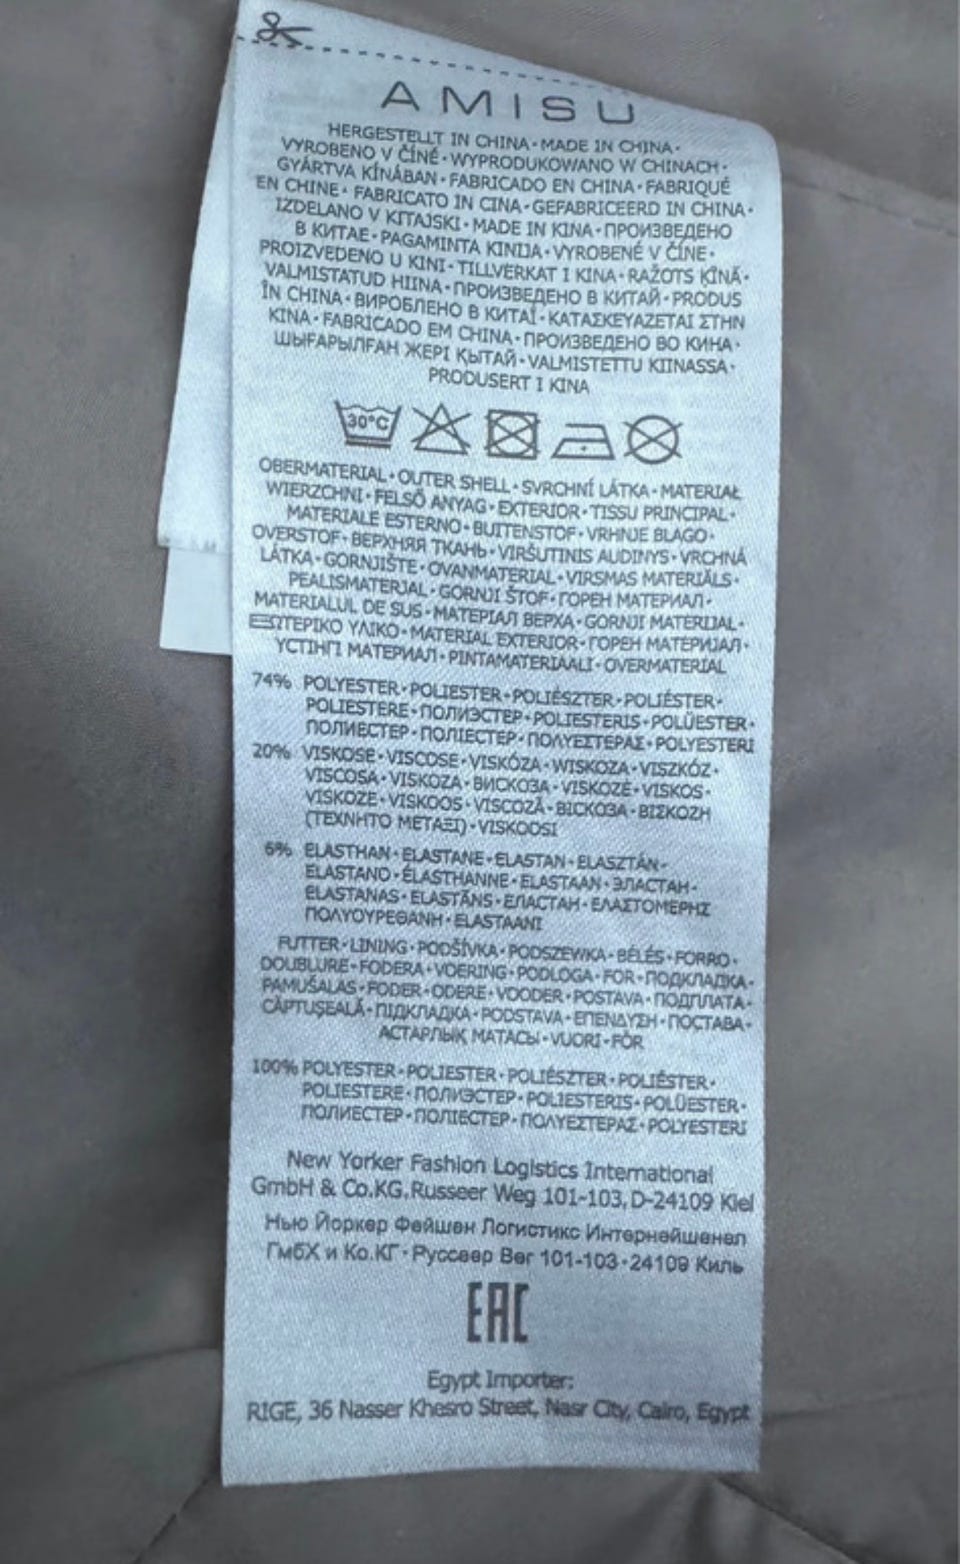 AMISU
HERGESTELLT IN CHINA · MADE IN CHINA ·
VYROBENO V ČÍNĚ · WYPRODUKOWANO W CHINACH ·
GYÁRTVA KÍNÁBAN · FABRICADO EN CHINA · FABRIQUÉ
EN CHINE · FABRICATO IN CINA · GEFABRICEERD IN CHINA ·
IZDELANO V KITAJSKI · MADE IN KINA · ПРОИЗВЕДЕНО
В КИТАЕ · PAGAMINTA KINIJA · VYROBENÉ V ČÍNE ·
PROIZVEDENO U KINI · TILLVERKAT I KINA · RAŽOTS ĶĪNĀ ·
VALMISTATUD HIINA · ПРОИЗВЕДЕНО В КИТАЙ · PRODUS
ÎN CHINA · ВИРОБЛЕНО В КИТАЇ · ΚΑΤΑΣΚΕΥΑΖΕΤΑΙ ΣΤΗΝ
ΚΙΝΑ · FABRICADO EM CHINA · ПРОИЗВЕДЕНО ВО КИНА ·
ШЫҒАРЫЛҒАН ЖЕРІ ҚЫТАЙ · VALMISTETTU KIINASSA ·
PRODUSERT I KINA
30°C
OBERMATERIAL · OUTER SHELL · SVRCHNÍ LÁTKA · MATERIAŁ
WIERZCHNI · FELSŐ ANYAG · EXTERIOR · TISSU PRINCIPAL ·
MATERIALE ESTERNO · BUITENSTOF · VRHNJE BLAGO ·
OVERSTOF · ВЕРХНЯЯ ТКАНЬ · VIRŠUTINIS AUDINYS · VRCHNÁ
LÁTKA · GORNJIŠTE · OVANMATERIAL · VIRSMAS MATERIĀLS ·
PEALISMATERJAL · GORNJI ŠTOF · ГОРЕН МАТЕРИАЛ ·
MATERIALUL DE SUS · МАТЕРІАЛ ВЕРХА · GORNJI MATERIJAL ·
ΕΞΩΤΕΡΙΚΟ ΥΛΙΚΟ · MATERIAL EXTERIOR · ГОРЕН МАТЕРИЈАЛ ·
ҮСТІҢГІ МАТЕРИАЛ · PINTAMATERIAALI · OVERMATERIAL
74% POLYESTER · POLIESTER · POLIÉSZTER · POLIÉSTER ·
POLIESTERE · ПОЛИЭСТЕР · POLIESTERIS · POLÜESTER ·
ПОЛИЕСТЕР · ПОЛІЕСТЕР · ΠΟΛΥΕΣΤΕΡΑΣ · POLYESTERI
20% VISKOSE · VISCOSE · VISKÓZA · WISKOZA · VISZKÓZ ·
VISCOSA · VISKOZA · ВИСКОЗА · VISKOZĖ · VISKOS ·
VISKOZE · VISKOOS · VISCOZĂ · ВІСКОЗА · ΒΙΣΚΟΖΗ
(ΤΕΧΝΗΤΟ ΜΕΤΑΞΙ) · VISKOOSI
6% ELASTHAN · ELASTANE · ELASTAN · ELASZTÁN ·
ELASTANO · ÉLASTHANNE · ELASTAAN · ЭЛАСТАН ·
ELASTANAS · ELASTĀNS · ЕЛАСТАН · ΕΛΑΣΤΟΜΕΡΗΣ
ΠΟΛΥΟΥΡΕΘΑΝΗ · ELASTAANI
FUTTER · LINING · PODŠÍVKA · PODSZEWKA · BÉLÉS · FORRO ·
DOUBLURE · FODERA · VOERING · PODLOGA · FOR · ПОДКЛАДКА ·
PAMUŠALAS · FODER · ODERE · VOODER · POSTAVA · ПОДПЛАТА ·
CĂPTUŞEALĂ · ПІДКЛАДКА · PODSTAVA · ΕΠΕΝΔΥΣΗ · ПОСТАВА ·
АСТАРЛЫҚ МАТАСЫ · VUORI · FÔR
100% POLYESTER · POLIESTER · POLIÉSZTER · POLIÉSTER ·
POLIESTERE · ПОЛИЭСТЕР · POLIESTERIS · POLÜESTER ·
ПОЛИЕСТЕР · ПОЛІЕСТЕР · ΠΟΛΥΕΣΤΕΡΑΣ · POLYESTERI
New Yorker Fashion Logistics International
GmbH & Co.KG.Russeer Weg 101-103, D-24109 Kiel
Нью Йоркер Фейшен Логистикс Интернейшенел
ГмбХ и Ко.КГ · Руссеер Вег 101-103 · 24109 Киль
EAC
Egypt Importer:
RIGE, 36 Nasser Khesro Street, Nasr City, Cairo, Egypt